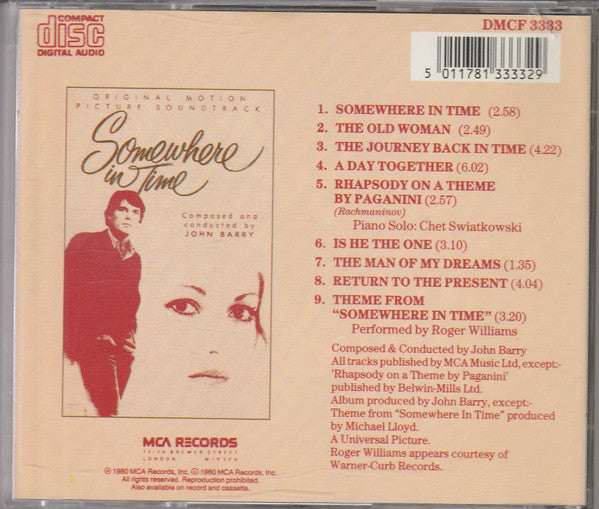 COMPACT
disc
DIGITAL AUDIO
DMCF 3333
5 011781 333329
ORIGINAL MOTION
PICTURE SOUNDTRACK
Somewhere
in Time
Composed and
conducted by
JOHN BARRY
MCA RECORDS
72-74 BREWER STREET
LONDON W1R 3PH
℗ 1980 MCA Records, Inc. © 1980 MCA Records, Inc.
All rights reserved. Reproduction prohibited.
Also available on record and cassette.
1. SOMEWHERE IN TIME (2.58)
2. THE OLD WOMAN (2.49)
3. THE JOURNEY BACK IN TIME (4.22)
4. A DAY TOGETHER (6.02)
5. RHAPSODY ON A THEME
BY PAGANINI (2.57)
(Rachmaninov)
Piano Solo: Chet Swiatkowski
6. IS HE THE ONE (3.10)
7. THE MAN OF MY DREAMS (1.35)
8. RETURN TO THE PRESENT (4.04)
9. THEME FROM
“SOMEWHERE IN TIME” (3.20)
Performed by Roger Williams
Composed & Conducted by John Barry
All tracks published by MCA Music Ltd, except:-
‘Rhapsody on a Theme by Paganini’
published by Belwin-Mills Ltd.
Album produced by John Barry, except:-
Theme from “Somewhere In Time” produced
by Michael Lloyd.
A Universal Picture.
Roger Williams appears courtesy of
Warner-Curb Records.